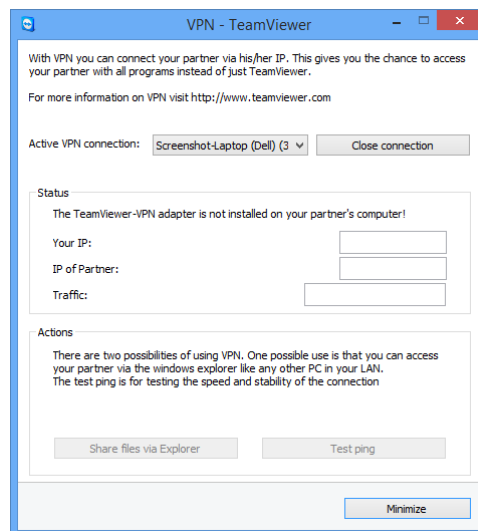 VPN - TeamViewer
With VPN you can connect your partner via his/her IP. This gives you the chance to access
your partner with all programs instead of just TeamViewer.
For more information on VPN visit http://www.teamviewer.com
Active VPN connection: Screenshot-Laptop (Dell) (3 Close connection
Status
The TeamViewer-VPN adapter is not installed on your partner's computer!
Your IP:
IP of Partner:
Traffic:
Actions
There are two possibilities of using VPN. One possible use is that you can access
your partner via the windows explorer like any other PC in your LAN.
The test ping is for testing the speed and stability of the connection
Share files via Explorer Test ping
Minimize